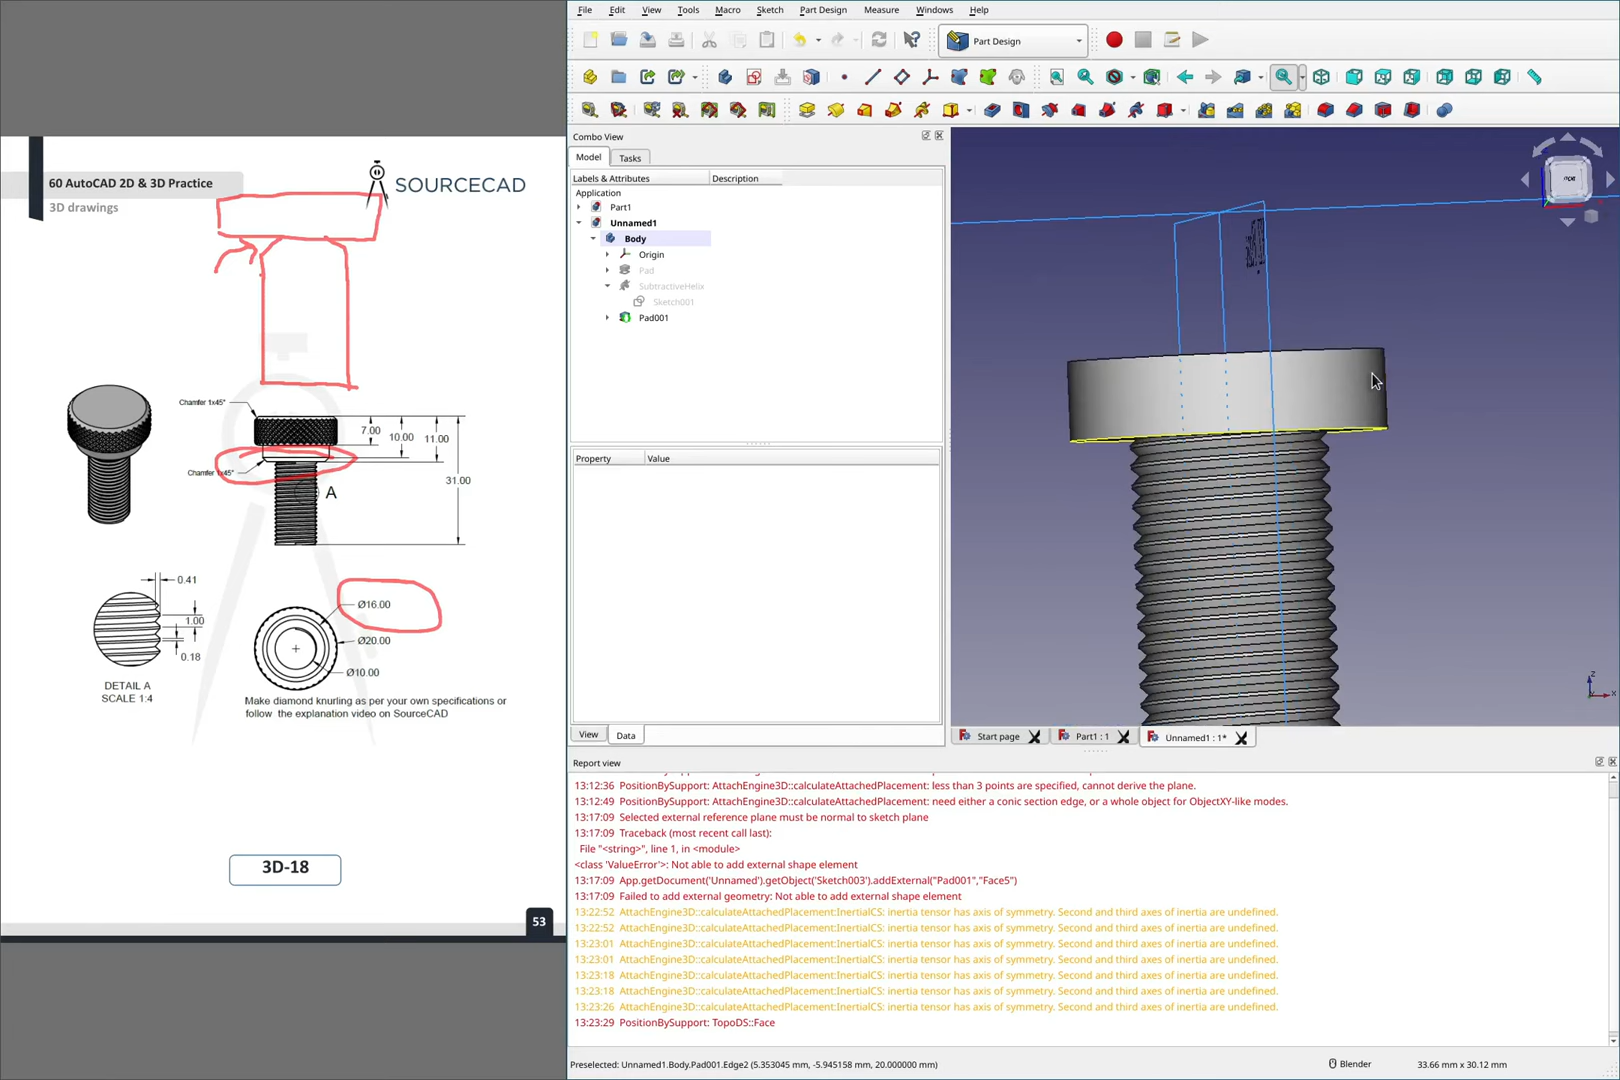 60 AutoCAD 2D & 3D Practice
3D drawings
SOURCECAD
Chamfer 1x45°
7.00
10.00
11.00
Chamfer 1x45°
31.00
A
0.41
1.00
0.18
DETAIL A
SCALE 1:4
Ø16.00
Ø20.00
Ø10.00
Make diamond knurling as per your own specifications or
follow the explanation video on SourceCAD
3D-18
53
File Edit View Tools Macro Sketch Part Design Measure Windows Help
Part Design
Combo View
Model Tasks
Labels & Attributes Description
Application
Part1
Unnamed1
Body
Origin
Pad
SubtractiveHelix
Sketch001
Pad001
Property Value
View Data
Z
X
Start page Part1 : 1 Unnamed1 : 1*
Report view
13:12:36 PositionBySupport: AttachEngine3D::calculateAttachedPlacement: less than 3 points are specified, cannot derive the plane.
13:12:49 PositionBySupport: AttachEngine3D::calculateAttachedPlacement: need either a conic section edge, or a whole object for ObjectXY-like modes.
13:17:09 Selected external reference plane must be normal to sketch plane
13:17:09 Traceback (most recent call last):
File "<string>", line 1, in <module>
<class 'ValueError'>: Not able to add external shape element
13:17:09 App.getDocument('Unnamed').getObject('Sketch003').addExternal("Pad001","Face5")
13:17:09 Failed to add external geometry: Not able to add external shape element
13:22:52 AttachEngine3D::calculateAttachedPlacement:InertialCS: inertia tensor has axis of symmetry. Second and third axes of inertia are undefined.
13:22:52 AttachEngine3D::calculateAttachedPlacement:InertialCS: inertia tensor has axis of symmetry. Second and third axes of inertia are undefined.
13:23:01 AttachEngine3D::calculateAttachedPlacement:InertialCS: inertia tensor has axis of symmetry. Second and third axes of inertia are undefined.
13:23:01 AttachEngine3D::calculateAttachedPlacement:InertialCS: inertia tensor has axis of symmetry. Second and third axes of inertia are undefined.
13:23:18 AttachEngine3D::calculateAttachedPlacement:InertialCS: inertia tensor has axis of symmetry. Second and third axes of inertia are undefined.
13:23:18 AttachEngine3D::calculateAttachedPlacement:InertialCS: inertia tensor has axis of symmetry. Second and third axes of inertia are undefined.
13:23:26 AttachEngine3D::calculateAttachedPlacement:InertialCS: inertia tensor has axis of symmetry. Second and third axes of inertia are undefined.
13:23:29 PositionBySupport: TopoDS::Face
Preselected: Unnamed1.Body.Pad001.Edge2 (5.353045 mm, -5.945158 mm, 20.000000 mm) Blender 33.66 mm x 30.12 mm